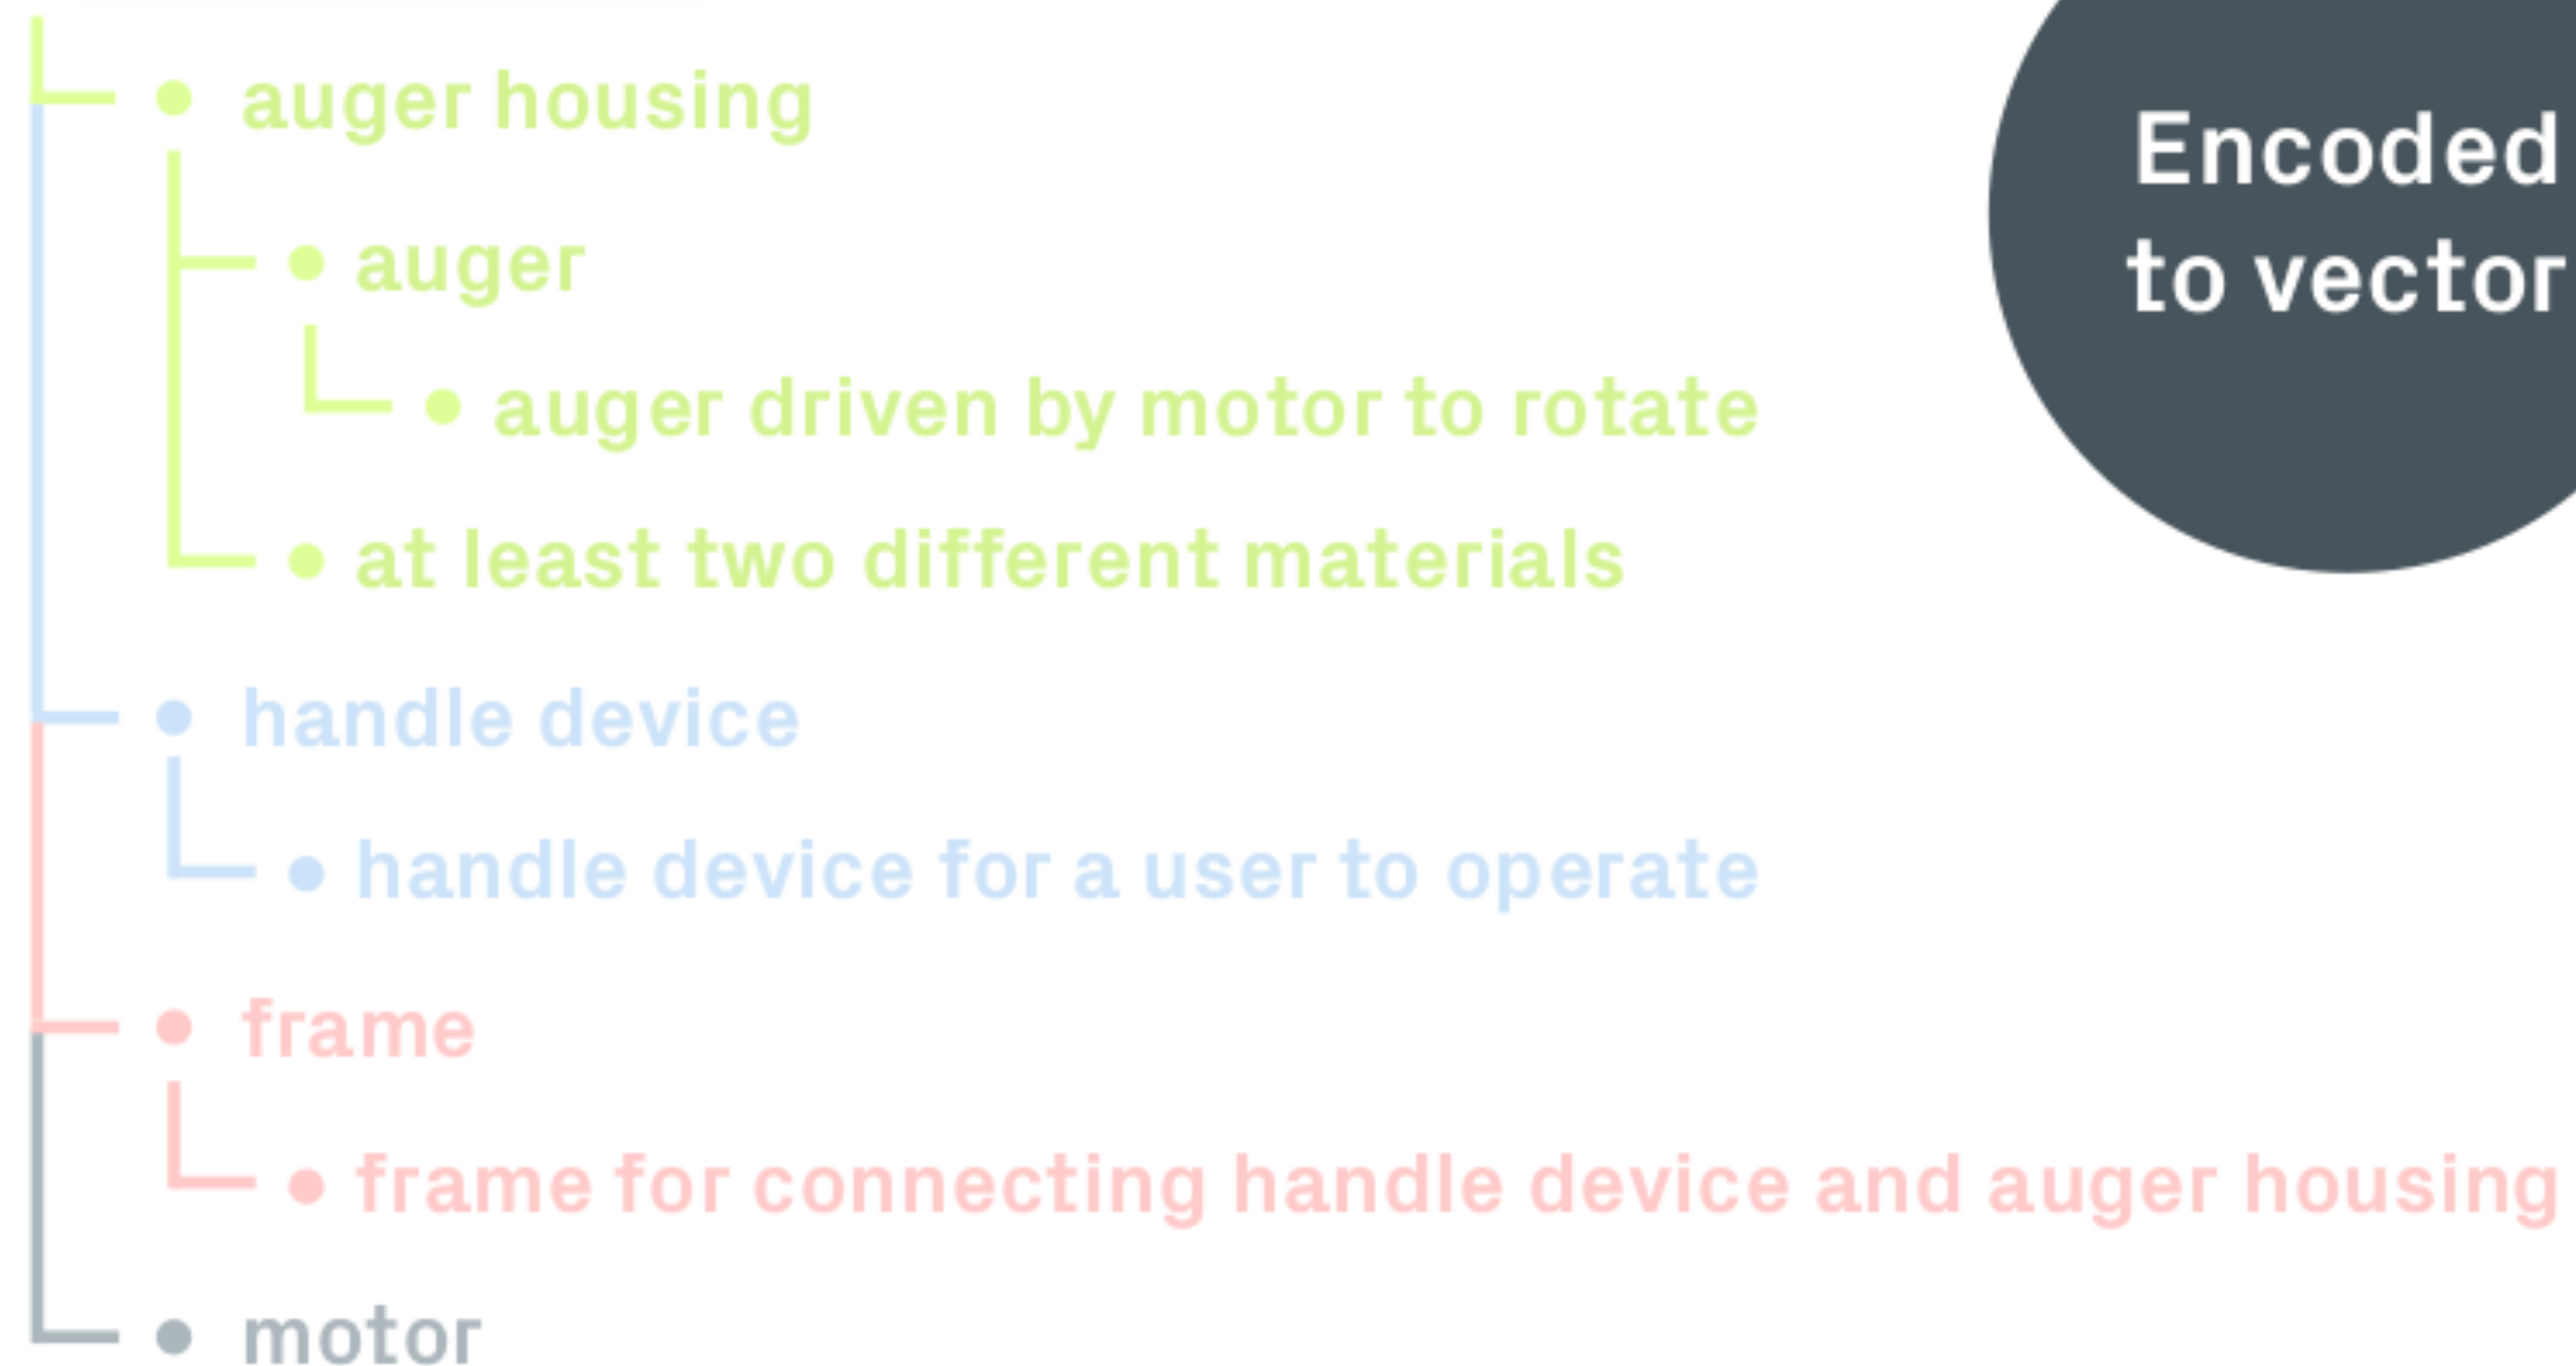 auger housing
auger
auger driven by motor to rotate
at least two different materials
handle device
handle device for a user to operate
frame
frame for connecting handle device and auger housing
motor
Encoded
to vector